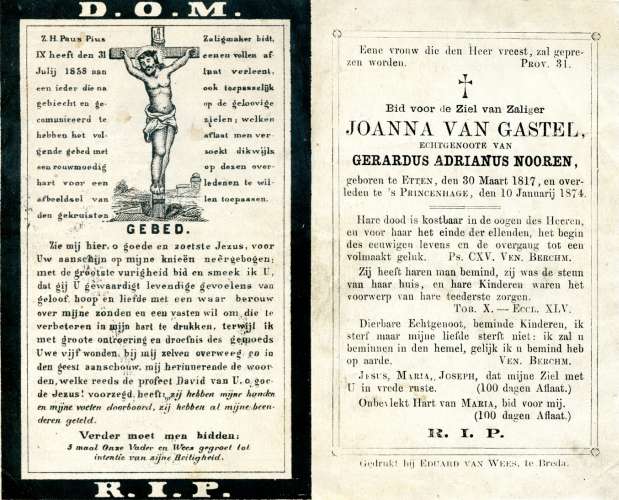 D. O. M.
Z. H. Paus Pius
IX heeft den 31
Julij 1858 aan
een ieder die na
gebiecht en ge-
communiceerd te
hebben het vol-
gende gebed met
een rouwmoedig
hart voor een
afbeeldsel van
den gekruisten
Zaligmaker bidt,
eenen vollen af-
laat verleent,
ook toepasselijk
op de geloovige
zielen; welken
aflaat men ver-
zoekt dikwijls
op dezen over-
ledenen te wil-
len toepassen.
GEBED.
Zie mij hier, o goede en zoetste Jezus, voor
Uw aanschijn op mijne knieën neêrgebogen;
met de grootste vurigheid bid en smeek ik U,
dat gij U gewaardigt levendige gevoelens van
geloof, hoop en liefde met een waar berouw
over mijne zonden en een vasten wil om die te
verbeteren in mijn hart te drukken, terwijl ik
met groote ontroering en droefnis des gemoeds
Uwe vijf wonden, bij mij zelven overweeg en in
den geest aanschouw, mij herinnerende de woor-
den, welke reeds de profeet David van U, o goe-
de Jezus! voorzegd heeft: zij hebben mijne handen
en mijne voeten doorboord, zij hebben al mijne been-
deren geteld.
Verder moet men bidden:
5 maal Onze Vader en Wees gegroet tot
intentie van zijne Heiligheid.
R. I. P.
Eene vrouw die den Heer vreest, zal gepre-
zen worden. PROV. 31.
Bid voor de Ziel van Zaliger
JOANNA VAN GASTEL,
ECHTGENOOTE VAN
GERARDUS ADRIANUS NOOREN,
geboren te ETTEN, den 30 Maart 1817, en over-
leden te 's PRINCENHAGE, den 10 Januarij 1874.
Hare dood is kostbaar in de oogen des Heeren,
en voor haar het einde der ellenden, het begin
des eeuwigen levens en de overgang tot een
volmaakt geluk. PS. CXV. VEN. BERCHM.
Zij heeft haren man bemind, zij was de steun
van haar huis, en hare Kinderen waren het
voorwerp van hare teederste zorgen.
TOB. X. — ECCL. XLV.
Dierbare Echtgenoot, beminde Kinderen, ik
sterf maar mijne liefde sterft niet: ik zal u
beminnen in den hemel, gelijk ik u bemind heb
op aarde. VEN. BERCHM.
JESUS, MARIA, JOSEPH, dat mijne Ziel met
U in vrede ruste. (100 dagen Aflaat.)
Onbevlekt Hart van MARIA, bid voor mij.
(100 dagen Aflaat.)
R. I. P.
Gedrukt bij EDUARD VAN WEES, te Breda.